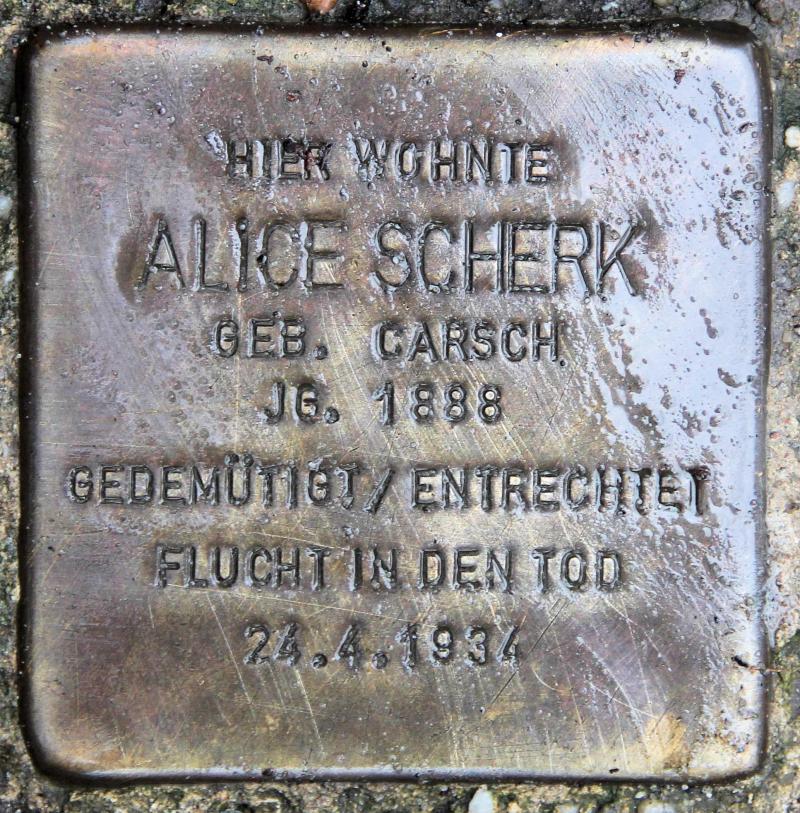 HIER WOHNTE
ALICE SCHERK
GEB. CARSCH
JG. 1888
GEDEMÜTIGT/ENTRECHTET
FLUCHT IN DEN TOD
24.4.1934